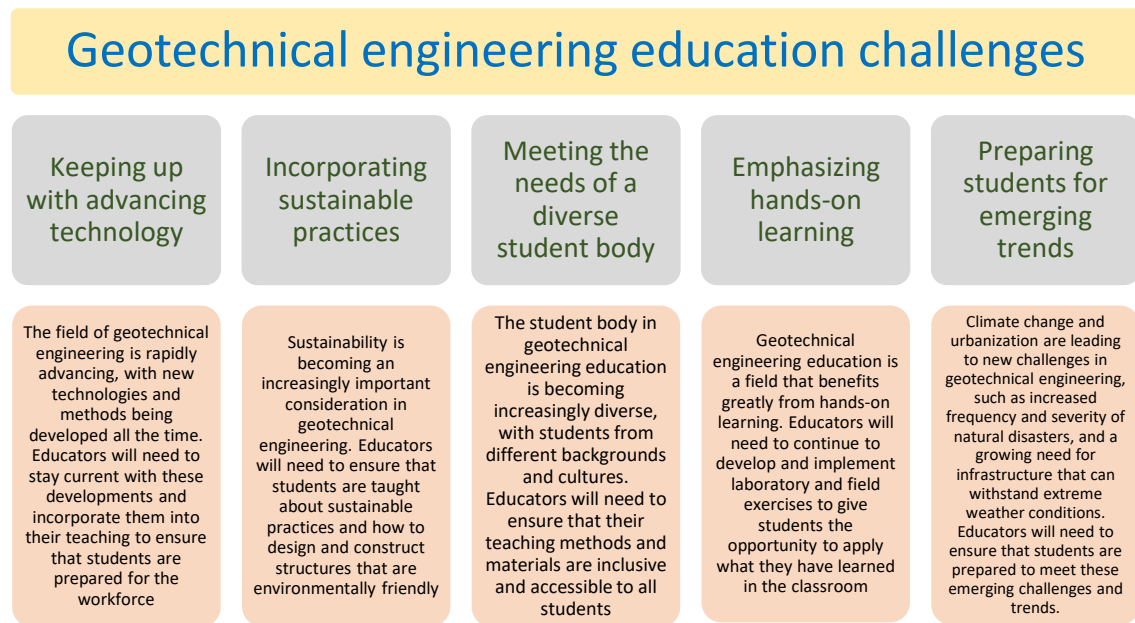 Geotechnical engineering education challenges
Keeping up
with advancing
technology
The field of geotechnical
engineering is rapidly
advancing, with new
technologies and
methods being
developed all the time.
Educators will need to
stay current with these
developments and
incorporate them into
their teaching to ensure
that students are
prepared for the
workforce
Incorporating
sustainable
practices
Sustainability is
becoming an
increasingly important
consideration in
geotechnical
engineering. Educators
will need to ensure that
students are taught
about sustainable
practices and how to
design and construct
structures that are
environmentally friendly
Meeting the
needs of a
diverse
student body
The student body in
geotechnical
engineering education
is becoming
increasingly diverse,
with students from
different backgrounds
and cultures.
Educators will need to
ensure that their
teaching methods and
materials are inclusive
and accessible to all
students
Emphasizing
hands-on
learning
Geotechnical
engineering education is
a field that benefits
greatly from hands-on
learning. Educators will
need to continue to
develop and implement
laboratory and field
exercises to give
students the
opportunity to apply
what they have learned
in the classroom
Preparing
students for
emerging
trends
Climate change and
urbanization are leading
to new challenges in
geotechnical engineering,
such as increased
frequency and severity of
natural disasters, and a
growing need for
infrastructure that can
withstand extreme
weather conditions.
Educators will need to
ensure that students are
prepared to meet these
emerging challenges and
trends.